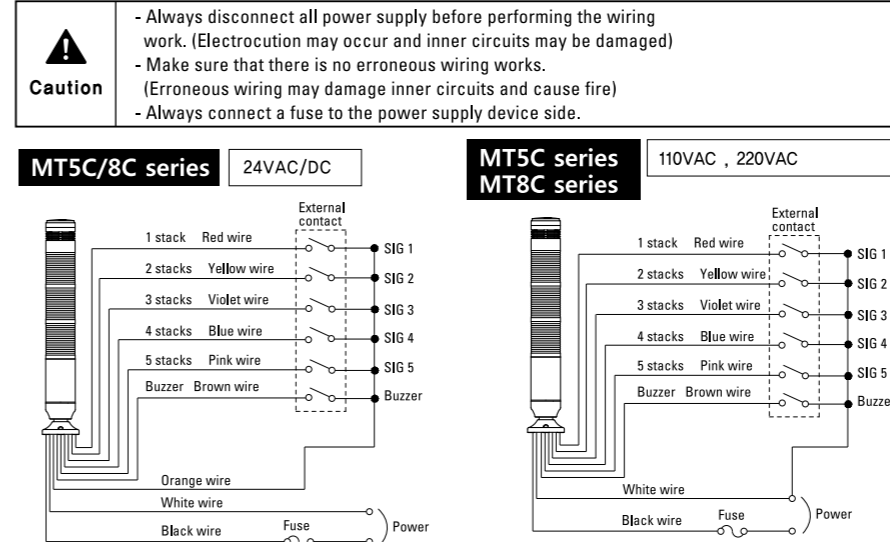 - Always disconnect all power supply before performing the wiring
work. (Electrocution may occur and inner circuits may be damaged)
- Make sure that there is no erroneous wiring works.
(Erroneous wiring may damage inner circuits and cause fire)
- Always connect a fuse to the power supply device side.
Caution
MT5C/8C series
24VAC/DC
External
contact
1 stack Red wire
SIG 1
2 stacks Yellow wire
SIG 2
3 stacks Violet wire
SIG 3
4 stacks Blue wire
SIG 4
5 stacks Pink wire
SIG 5
Buzzer Brown wire
Buzzer
Orange wire
White wire
Black wire
Fuse
Power
MT5C series
MT8C series
110VAC , 220VAC
External
contact
1 stack Red wire
SIG 1
2 stacks Yellow wire
SIG 2
3 stacks Violet wire
SIG 3
4 stacks Blue wire
SIG 4
5 stacks Pink wire
SIG 5
Buzzer Brown wire
Buzze
White wire
Black wire
Fuse
Power